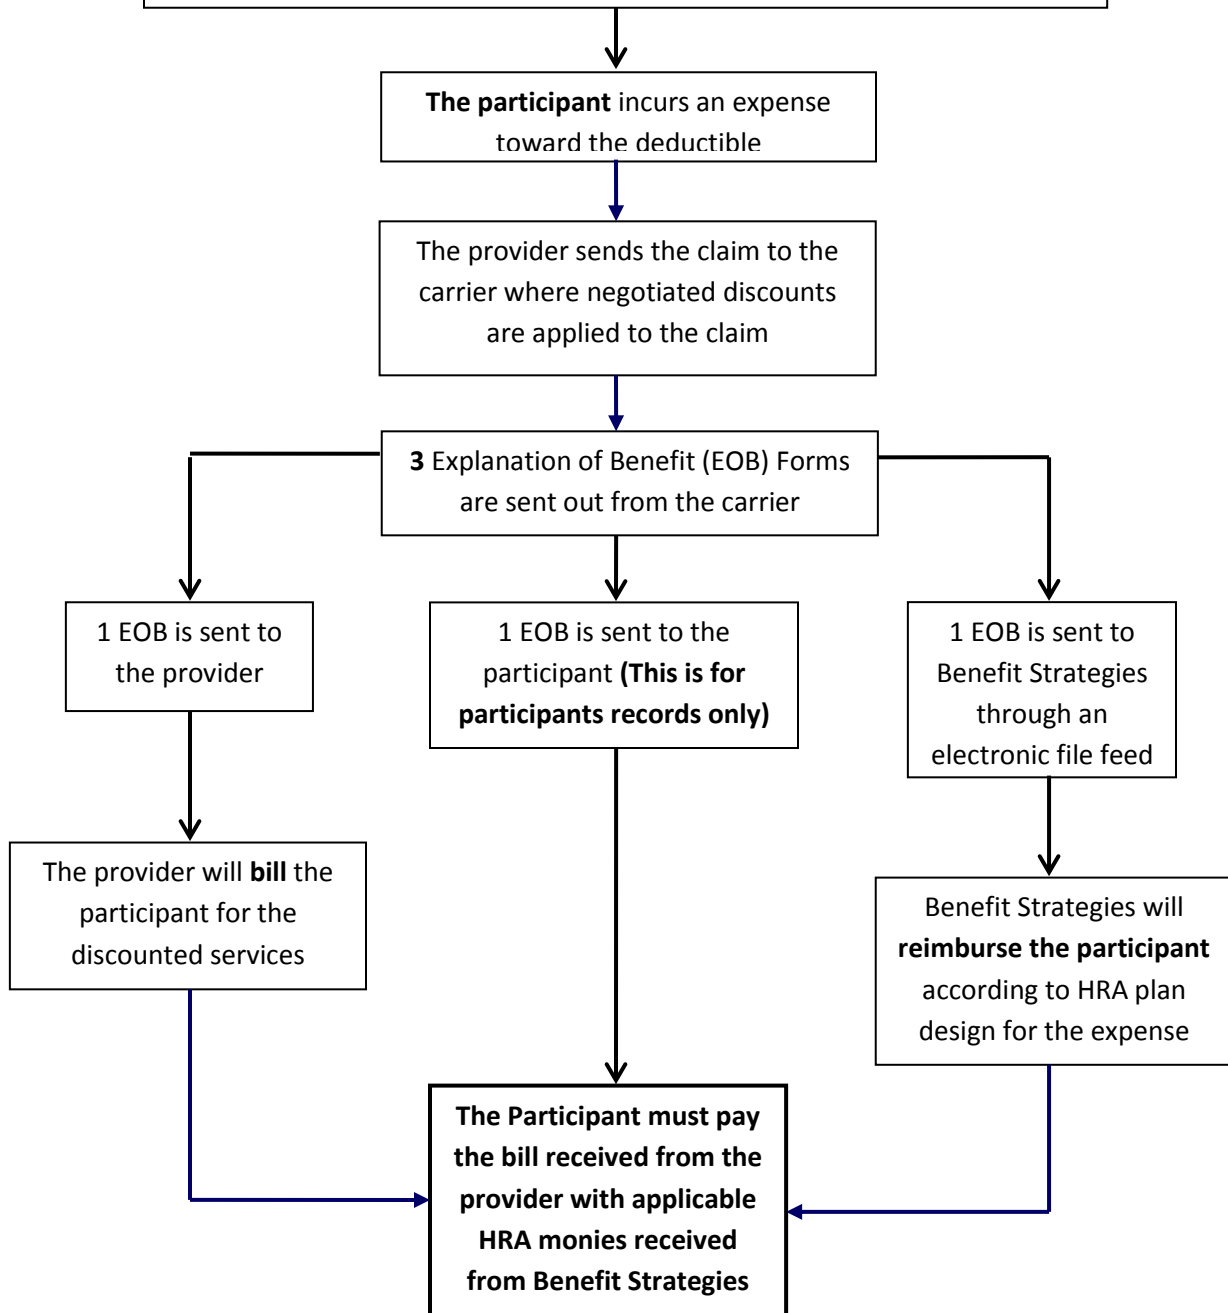 The participant incurs an expense
toward the deductible
The provider sends the claim to the
carrier where negotiated discounts
are applied to the claim
3 Explanation of Benefit (EOB) Forms
are sent out from the carrier
1 EOB is sent to
the provider
1 EOB is sent to the
participant (This is for
participants records only)
1 EOB is sent to
Benefit Strategies
through an
electronic file feed
The provider will bill the
participant for the
discounted services
Benefit Strategies will
reimburse the participant
according to HRA plan
design for the expense
The Participant must pay
the bill received from the
provider with applicable
HRA monies received
from Benefit Strategies